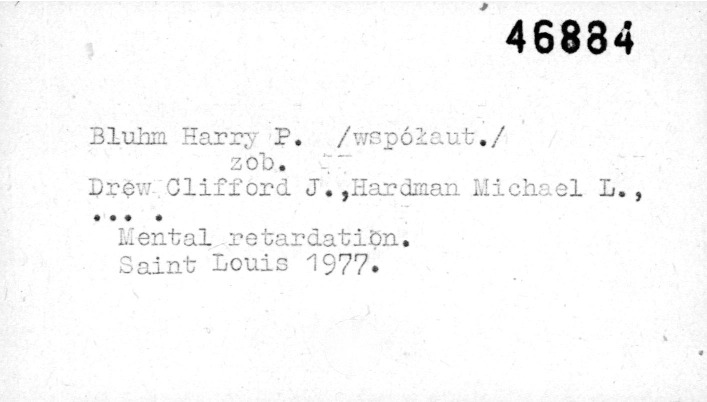 46884
Bluhm Harry P. /współaut./
zob.
Drew Clifford J.,Hardman Michael L.,
... .
Mental retardation.
Saint Louis 1977.